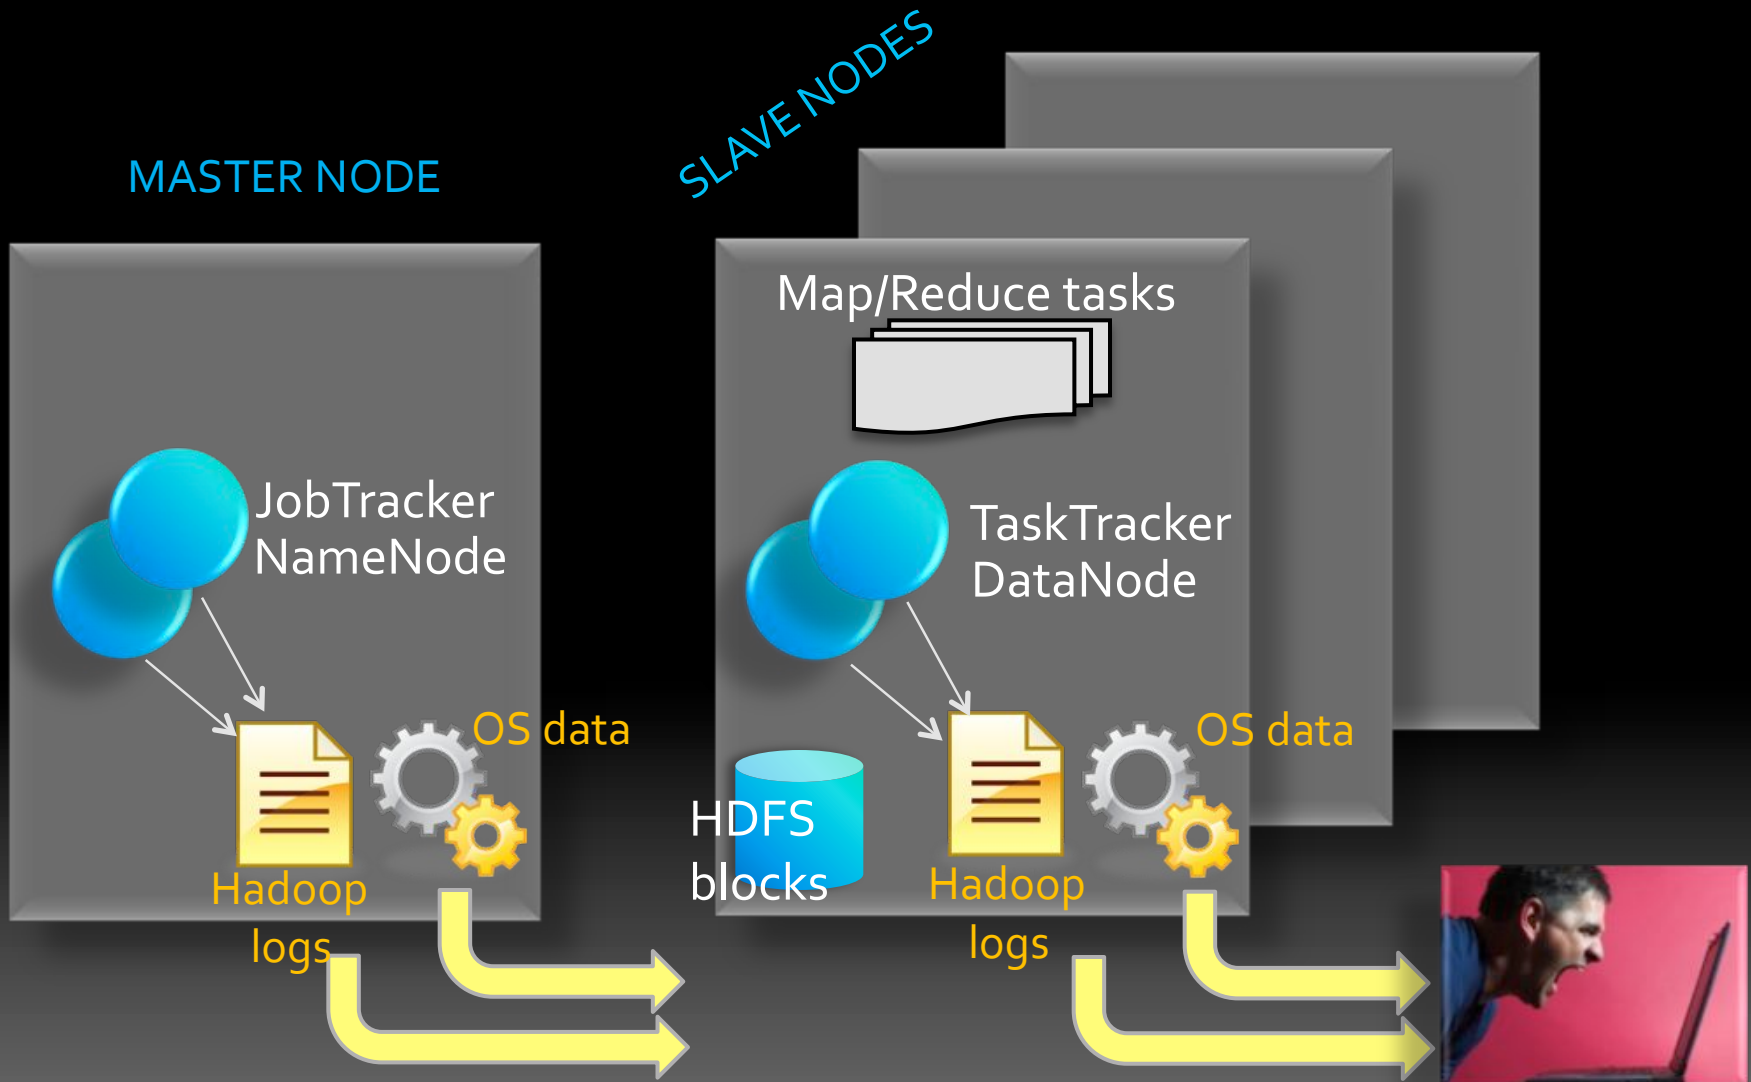 SLAVE NODES
MASTER NODE
Map/Reduce tasks
JobTracker
NameNode
TaskTracker
DataNode
OS data
OS data
HDFS
blocks
Hadoop
logs
Hadoop
logs